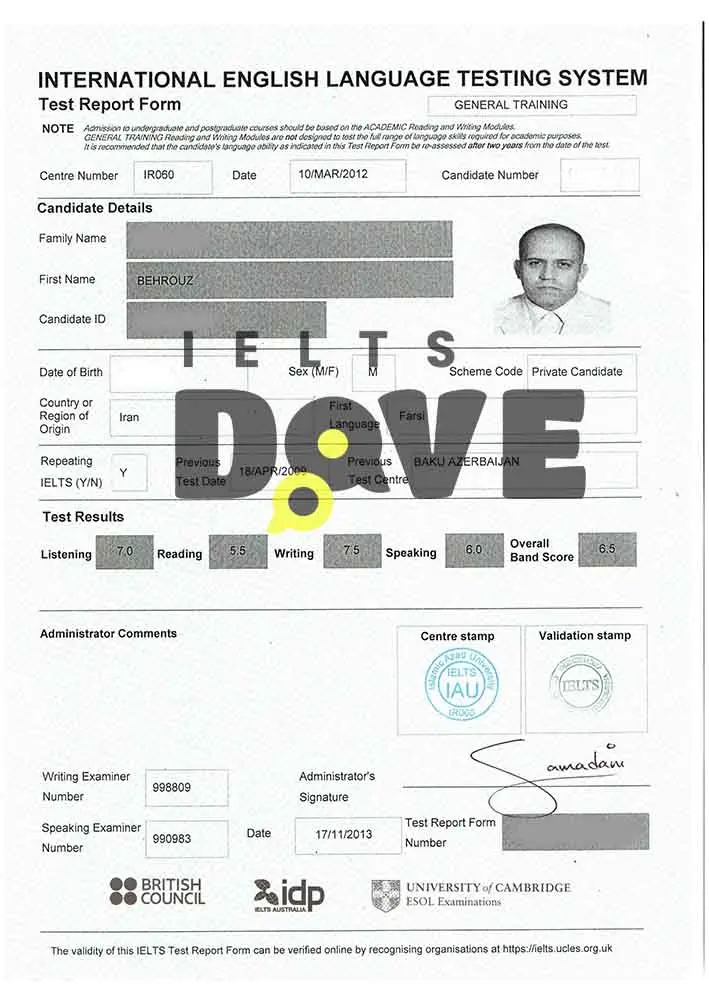 INTERNATIONAL ENGLISH LANGUAGE TESTING SYSTEM
Test Report Form
GENERAL TRAINING
NOTE Admission to undergraduate and postgraduate courses should be based on the ACADEMIC Reading and Writing Modules.
GENERAL TRAINING Reading and Writing Modules are not designed to test the full range of language skills required for academic purposes.
It is recommended that the candidate's language ability as indicated in this Test Report Form be re-assessed after two years from the date of the test.
Centre Number IR060 Date 10/MAR/2012 Candidate Number
Candidate Details
Family Name
First Name BEHROUZ
Candidate ID
IELTS
Date of Birth Sex (M/F) M Scheme Code Private Candidate
DAVE
Country or
Region of
Origin
Iran
First
Language
Farsi
Repeating
IELTS (Y/N)
Y
Previous
Test Date
18/APR/2009
Previous
Test Centre
BAKU AZERBAIJAN
Test Results
Listening 7.0 Reading 5.5 Writing 7.5 Speaking 6.0 Overall
Band Score 6.5
Administrator Comments
Centre stamp
Validation stamp
Islamic Azad University
IELTS
IAU
IR060
IELTS
Samadani
Writing Examiner
Number
998809
Administrator's
Signature
Speaking Examiner
Number
990983
Date 17/11/2013
Test Report Form
Number
BRITISH
COUNCIL
idp
IELTS AUSTRALIA
UNIVERSITY of CAMBRIDGE
ESOL Examinations
The validity of this IELTS Test Report Form can be verified online by recognising organisations at https://ielts.ucles.org.uk